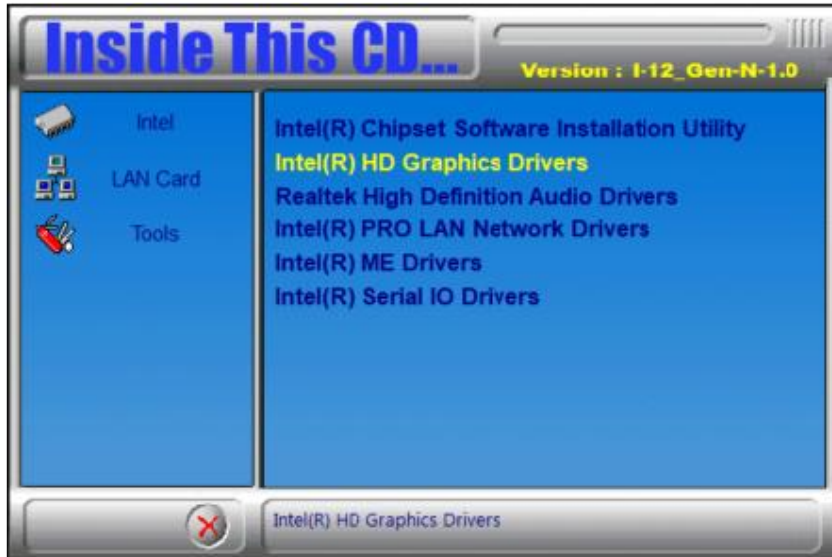 Inside This CD...
Version : I-12_Gen-N-1.0
Intel
LAN Card
Tools
Intel(R) Chipset Software Installation Utility
Intel(R) HD Graphics Drivers
Realtek High Definition Audio Drivers
Intel(R) PRO LAN Network Drivers
Intel(R) ME Drivers
Intel(R) Serial IO Drivers
Intel(R) HD Graphics Drivers